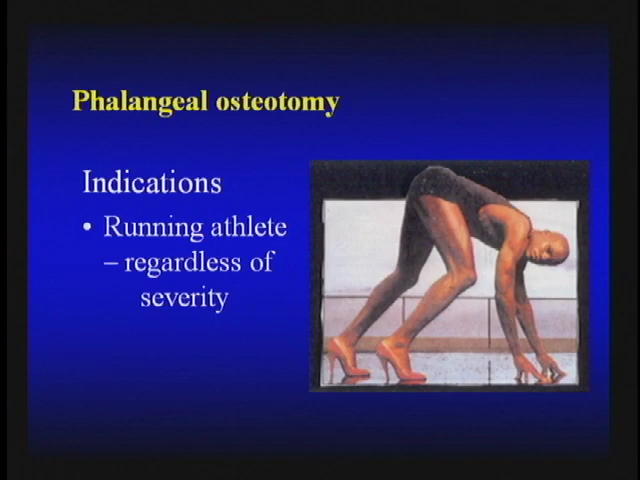 Phalangeal osteotomy
Indications
• Running athlete
– regardless of
severity